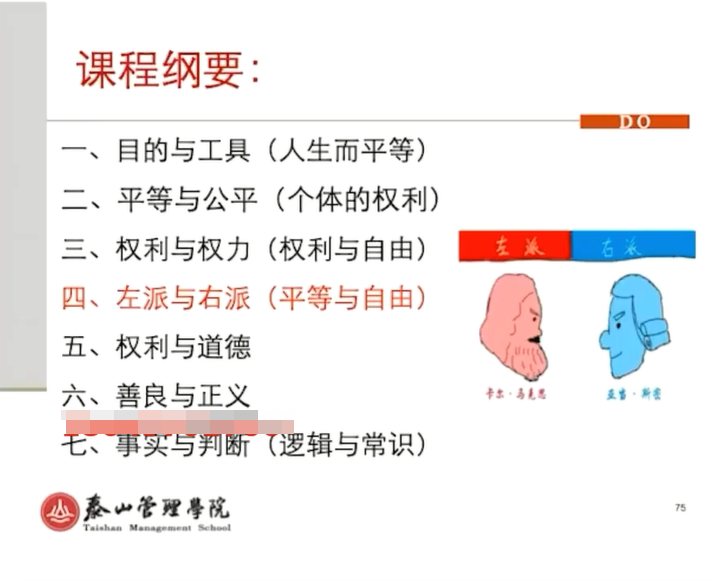 课程纲要：
DO
一、目的与工具（人生而平等）
二、平等与公平（个体的权利）
三、权利与权力（权利与自由）
四、左派与右派（平等与自由）
五、权利与道德
六、善良与正义
七、事实与判断（逻辑与常识）
左派 右派
卡尔·马克思 亚当·斯密
泰山管理學院
Taishan Management School
75